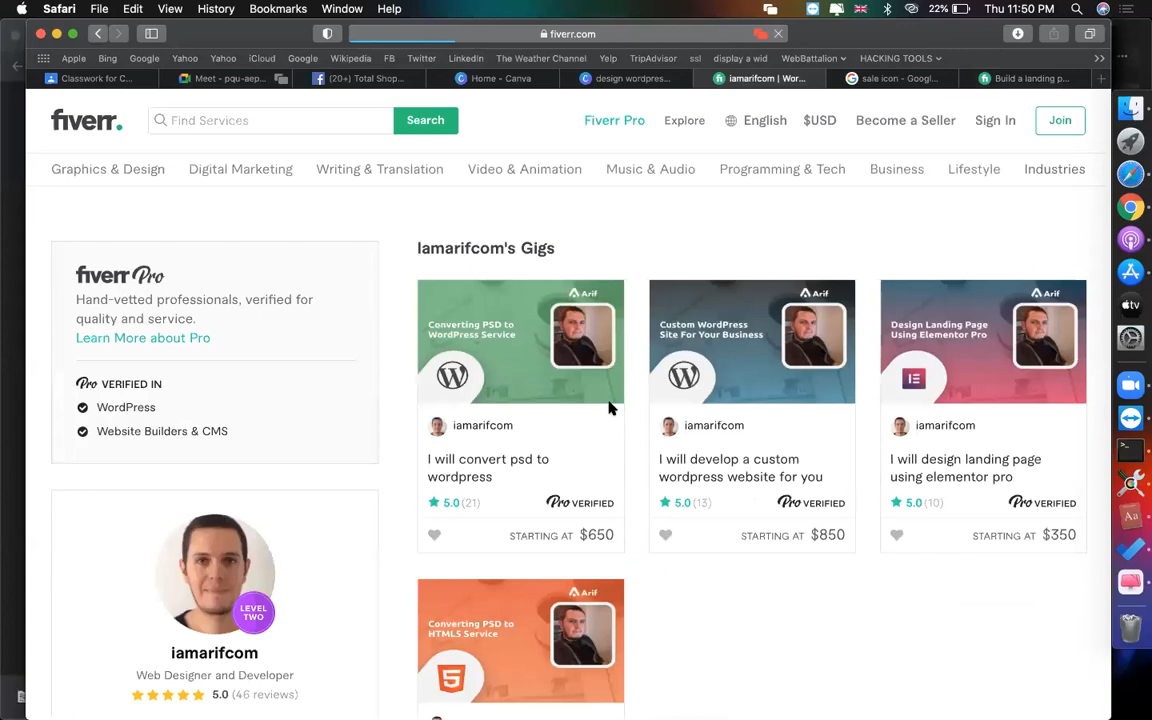 Safari File Edit View History Bookmarks Window Help 22% Thu 11:50 PM
fiverr.com
Apple Bing Google Yahoo Yahoo iCloud Google Wikipedia FB Twitter LinkedIn The Weather Channel Yelp TripAdvisor ssl display a wid WebBattalion HACKING TOOLS >>
Classwork for C... Meet - pqu-aep... (20+) Total Shop... Home - Canva design wordpres... iamarifcom | Wor... sale icon - Googl... Build a landing p... +
fiverr. Find Services Search Fiverr Pro Explore English $USD Become a Seller Sign In Join
Graphics & Design Digital Marketing Writing & Translation Video & Animation Music & Audio Programming & Tech Business Lifestyle Industries
fiverr Pro
Hand-vetted professionals, verified for
quality and service.
Learn More about Pro
Pro VERIFIED IN
WordPress
Website Builders & CMS
LEVEL
TWO
iamarifcom
Web Designer and Developer
5.0 (46 reviews)
Iamarifcom's Gigs
Arif
Converting PSD to
WordPress Service
iamarifcom
I will convert psd to
wordpress
5.0 (21) Pro VERIFIED
STARTING AT $650
Arif
Custom WordPress
Site For Your Business
iamarifcom
I will develop a custom
wordpress website for you
5.0 (13) Pro VERIFIED
STARTING AT $850
Arif
Design Landing Page
Using Elementor Pro
iamarifcom
I will design landing page
using elementor pro
5.0 (10) Pro VERIFIED
STARTING AT $350
Arif
Converting PSD to
HTML5 Service
5
tv
Aa